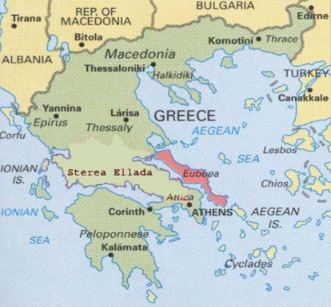 BULGARIA
Edirne
Tirana
REP. OF
MACEDONIA
Bitola
Komotiní
Thrace
ALBANIA
Macedonia
Thessaloníki
Halkidiki
TURKEY
Canakkale
Yannina
Epirus
Corfu
Lárisa
Thessaly
GREECE
AEGEAN
SEA
Lesbos
IONIAN
IS.
Sterea Ellada
Euboea
Chios
Attica
IONIAN
SEA
Corinth
ATHENS
AEGEAN
IS.
Peloponnese
Kalámata
Cyclades